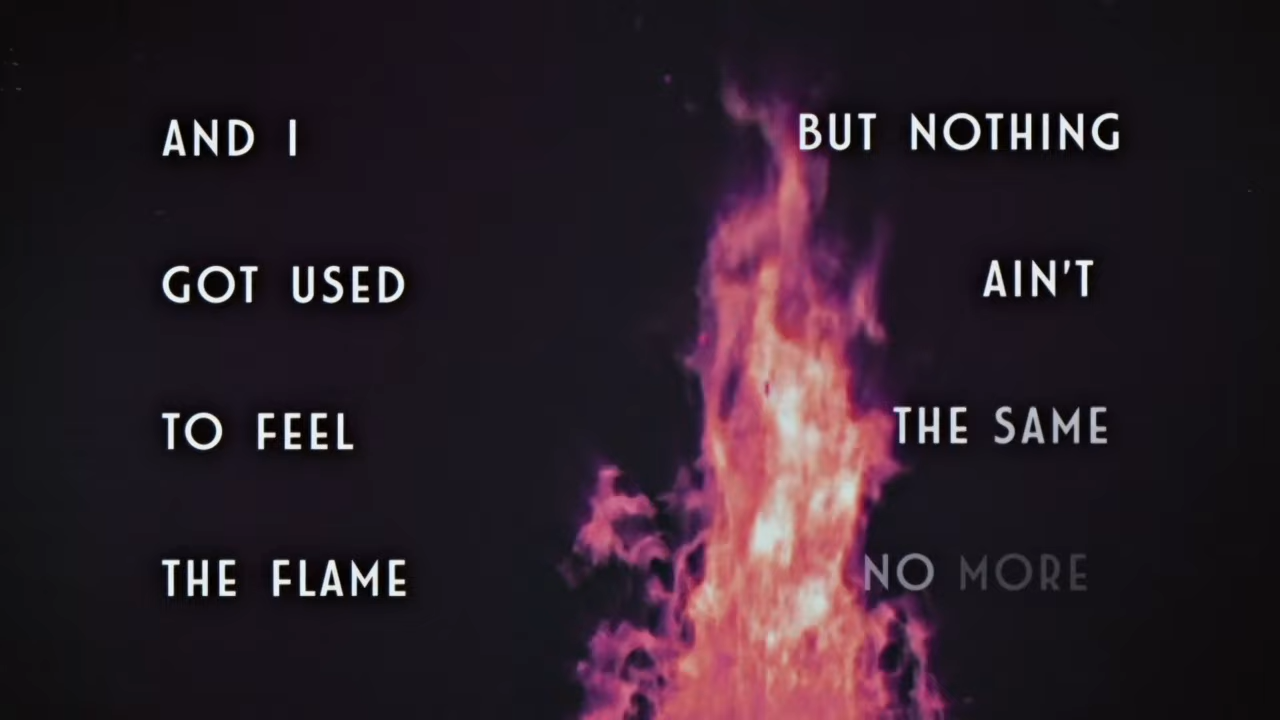 AND I
GOT USED
TO FEEL
THE FLAME
BUT NOTHING
AIN'T
THE SAME
NO MORE